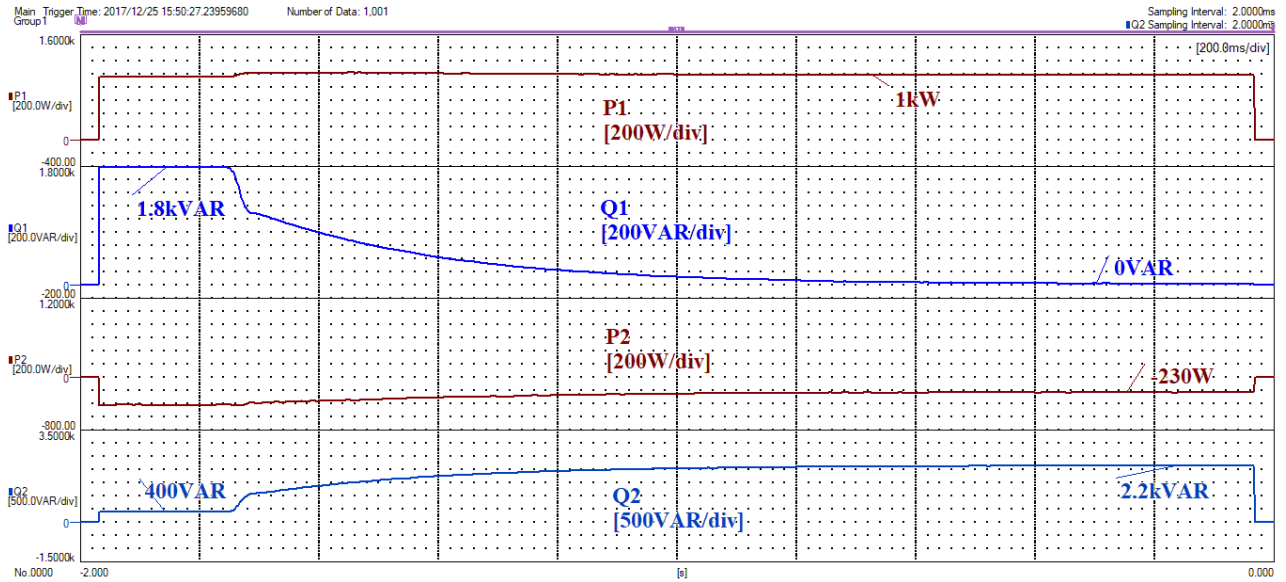 Main Trigger Time: 2017/12/25 15:50:27.23959680 Number of Data: 1,001 Sampling Interval: 2.0000ms
Group1 Q2 Sampling Interval: 2.0000ms
1.6000k
[200.0ms/div]
P1
[200.0W/div]
1kW
P1
[200W/div]
0
-400.00
1.8000k
1.8kVAR
Q1
[200.0VAR/div]
Q1
[200VAR/div]
0VAR
0
-200.00
1.2000k
P2
[200W/div]
P2
[200.0W/div]
0
-230W
-800.00
3.5000k
Q2
[500.0VAR/div]
400VAR
Q2
[500VAR/div]
2.2kVAR
0
-1.5000k
No.0000 -2.000 [s] 0.000